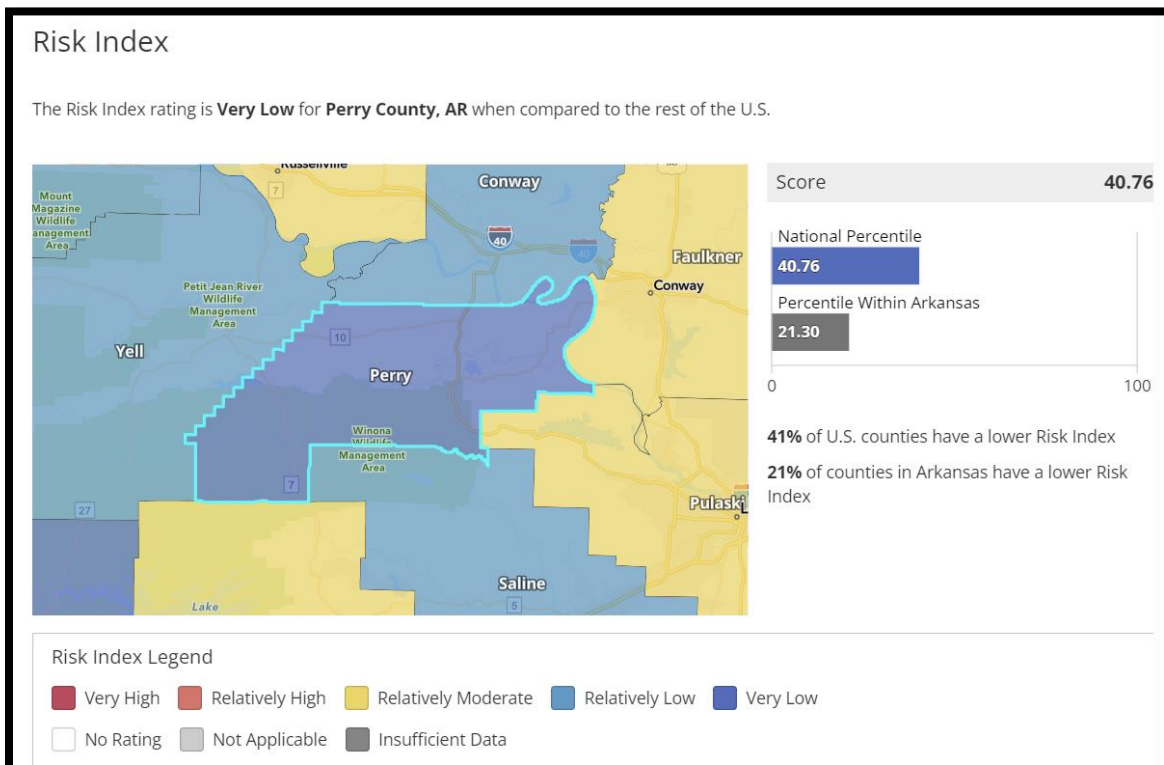 Risk Index
The Risk Index rating is Very Low for Perry County, AR when compared to the rest of the U.S.
Russellville
7
Conway
Mount
Magazine
Wildlife
anagement
Area
40
40
Faulkner
Conway
Petit Jean River
Wildlife
Management
Area
10
Yell
Perry
Winona
Wildlife
Management
Area
7
27
Pulaski
L
Saline
5
Lake
Score 40.76
National Percentile
40.76
Percentile Within Arkansas
21.30
0 100
41% of U.S. counties have a lower Risk Index
21% of counties in Arkansas have a lower Risk
Index
Risk Index Legend
Very High Relatively High Relatively Moderate Relatively Low Very Low
No Rating Not Applicable Insufficient Data